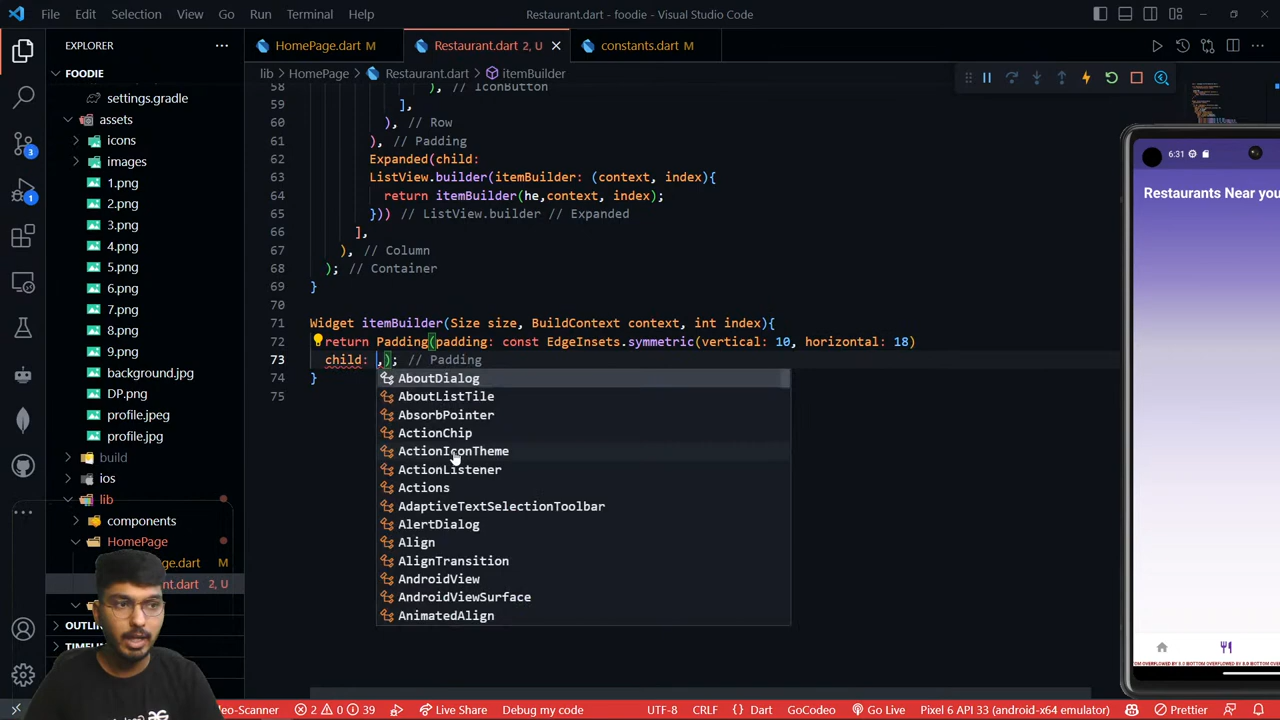 File Edit Selection View Go Run Terminal Help
Restaurant.dart - foodie - Visual Studio Code
EXPLORER
HomePage.dart M
Restaurant.dart 2, U
constants.dart M
FOODIE
lib > HomePage > Restaurant.dart > itemBuilder
settings.gradle
assets
icons
images
1.png
2.png
3.png
4.png
5.png
6.png
7.png
8.png
9.png
background.jpg
DP.png
profile.jpeg
profile.jpg
build
ios
lib
components
HomePage
ge.dart M
nt.dart 2, U
OUTLI
TIMELI
58 ), // IconButton
59 ],
60 ), // Row
61 ), // Padding
62 Expanded(child:
63 ListView.builder(itemBuilder: (context, index){
64 return itemBuilder(he,context, index);
65 })) // ListView.builder // Expanded
66 ],
67 ), // Column
68 ); // Container
69 }
70
71 Widget itemBuilder(Size size, BuildContext context, int index){
72 return Padding(padding: const EdgeInsets.symmetric(vertical: 10, horizontal: 18)
73 child: ,); // Padding
74 }
75
AboutDialog
AboutListTile
AbsorbPointer
ActionChip
ActionIconTheme
ActionListener
Actions
AdaptiveTextSelectionToolbar
AlertDialog
Align
AlignTransition
AndroidView
AndroidViewSurface
AnimatedAlign
6:31
Restaurants Near you
3
1
eo-Scanner 2 0 39 Live Share Debug my code UTF-8 CRLF {} Dart GoCodeo Go Live Pixel 6 API 33 (android-x64 emulator) Prettier